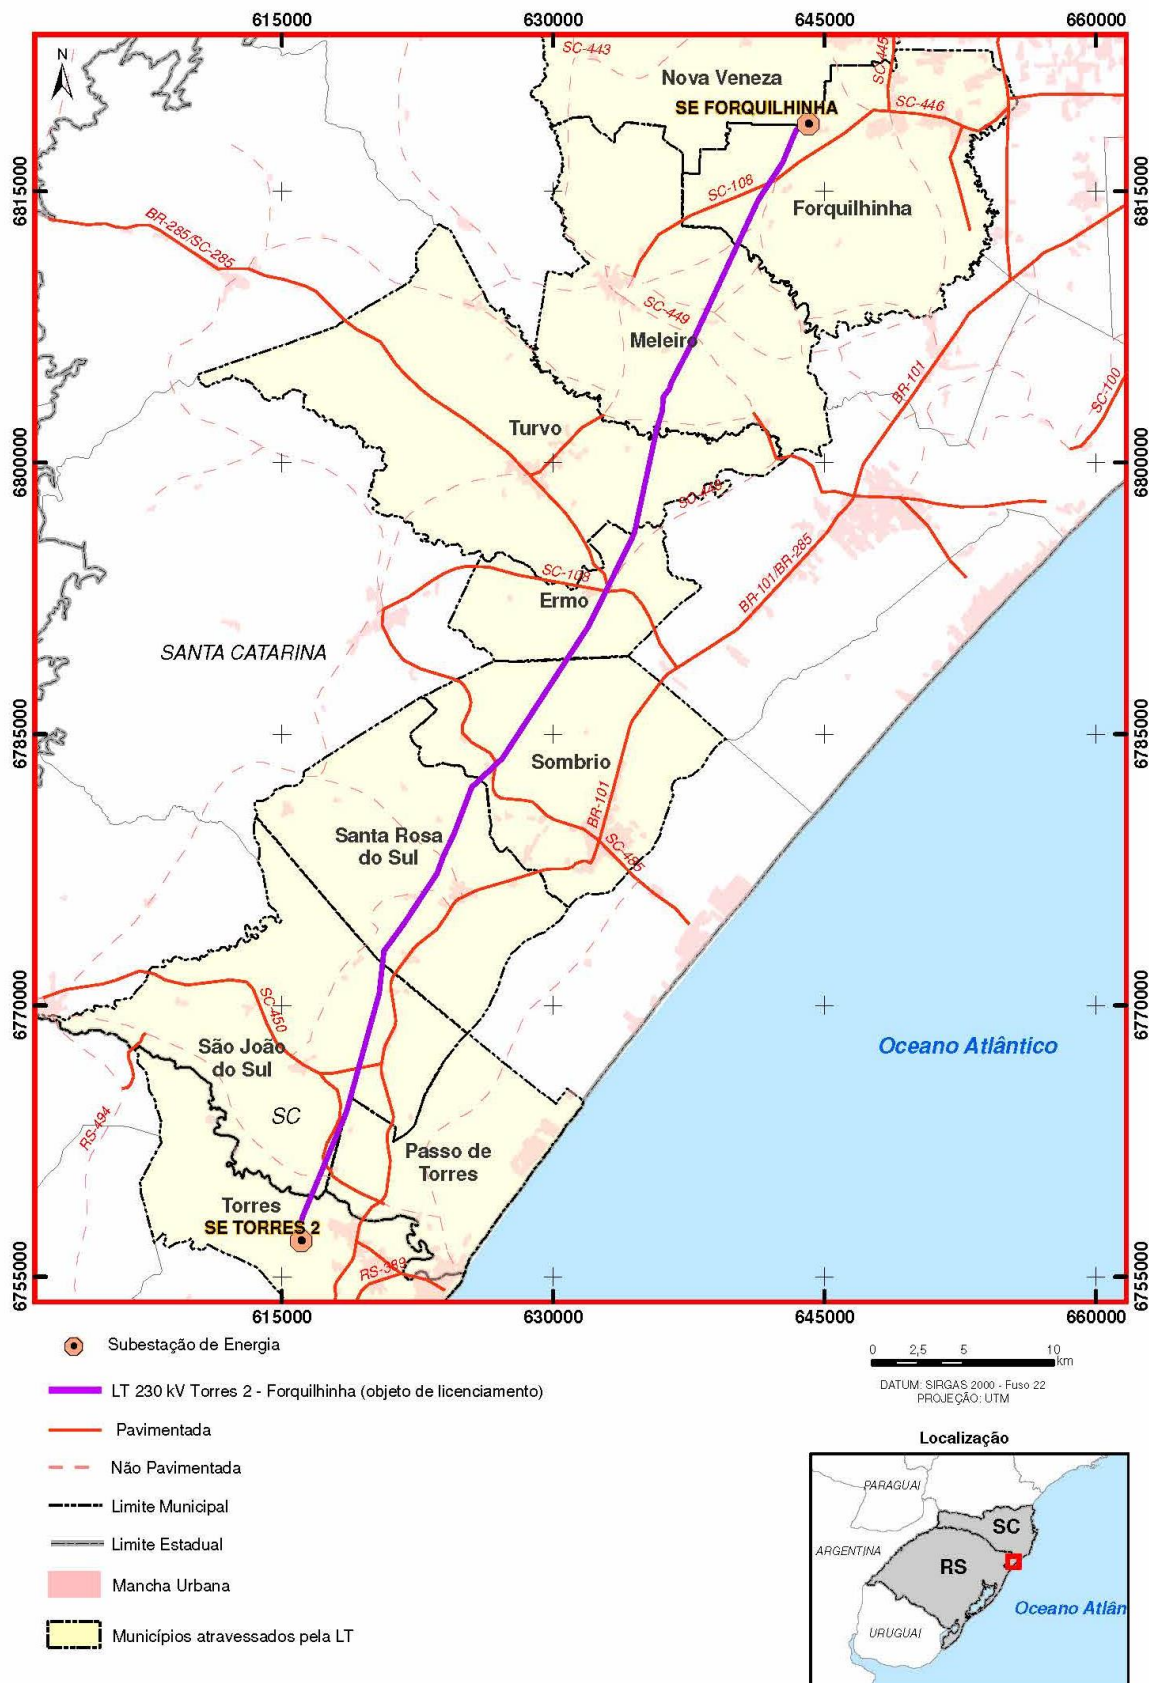 615000 630000 645000 660000
N
SC-443
SC-445
Nova Veneza
SE FORQUILHINHA
SC-446
6815000
6815000
SC-108
Forquilhinha
BR-285/SC-285
SC-449
Meleiro
BR-101
SC-100
Turvo
6800000
6800000
SC-448
SC-108
BR-101/BR-285
Ermo
SANTA CATARINA
6785000
6785000
Sombrio
BR-101
Santa Rosa
do Sul
SC-485
6770000
6770000
SC-450
São João
do Sul
Oceano Atlântico
SC
RS-494
Passo de
Torres
Torres
SE TORRES 2
RS-389
6755000
6755000
615000 630000 645000 660000
Subestação de Energia
LT 230 kV Torres 2 - Forquilhinha (objeto de licenciamento)
Pavimentada
Não Pavimentada
Limite Municipal
Limite Estadual
Mancha Urbana
Municípios atravessados pela LT
0 2,5 5 10
km
DATUM: SIRGAS 2000 - Fuso 22
PROJEÇÃO: UTM
Localização
PARAGUAI
SC
ARGENTINA
RS
Oceano Atlân
URUGUAI